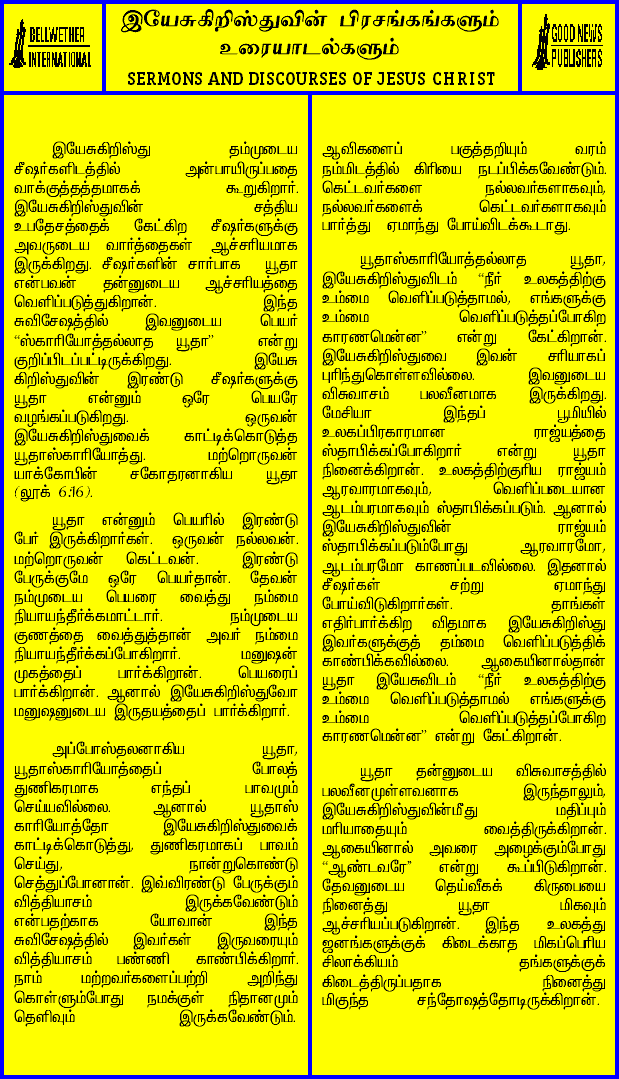 BELLWETHER
INTERNATIONAL
இயேசுகிறிஸ்துவின் பிரசங்கங்களும்
உரையாடல்களும்
SERMONS AND DISCOURSES OF JESUS CHRIST
GOOD NEWS
PUBLISHERS
இயேசுகிறிஸ்து தம்முடைய
சீஷர்களிடத்தில் அன்பாயிருப்பதை
வாக்குத்தத்தமாகக் கூறுகிறார்.
இயேசுகிறிஸ்துவின் சத்திய
உபதேசத்தைக் கேட்கிற சீஷர்களுக்கு
அவருடைய வார்த்தைகள் ஆச்சரியமாக
இருக்கிறது. சீஷர்களின் சார்பாக யூதா
என்பவன் தன்னுடைய ஆச்சரியத்தை
வெளிப்படுத்துகிறான். இந்த
சுவிசேஷத்தில் இவனுடைய பெயர்
“ஸ்காரியோத்தல்லாத யூதா” என்று
குறிப்பிடப்பட்டிருக்கிறது. இயேசு
கிறிஸ்துவின் இரண்டு சீஷர்களுக்கு
யூதா என்னும் ஒரே பெயரே
வழங்கப்படுகிறது. ஒருவன்
இயேசுகிறிஸ்துவைக் காட்டிக்கொடுத்த
யூதாஸ்காரியோத்து. மற்றொருவன்
யாக்கோபின் சகோதரனாகிய யூதா
(லூக் 6:16).
யூதா என்னும் பெயரில் இரண்டு
பேர் இருக்கிறார்கள். ஒருவன் நல்லவன்.
மற்றொருவன் கெட்டவன். இரண்டு
பேருக்குமே ஒரே பெயர்தான். தேவன்
நம்முடைய பெயரை வைத்து நம்மை
நியாயந்தீர்க்கமாட்டார். நம்முடைய
குணத்தை வைத்துத்தான் அவர் நம்மை
நியாயந்தீர்க்கப்போகிறார். மனுஷன்
முகத்தைப் பார்க்கிறான். பெயரைப்
பார்க்கிறான். ஆனால் இயேசுகிறிஸ்துவோ
மனுஷனுடைய இருதயத்தைப் பார்க்கிறார்.
அப்போஸ்தலனாகிய யூதா,
யூதாஸ்காரியோத்தைப் போலத்
துணிகரமாக எந்தப் பாவமும்
செய்யவில்லை. ஆனால் யூதாஸ்
காரியோத்தோ இயேசுகிறிஸ்துவைக்
காட்டிக்கொடுத்து, துணிகரமாகப் பாவம்
செய்து, நான்றுகொண்டு
செத்துப்போனான். இவ்விரண்டு பேருக்கும்
வித்தியாசம் இருக்கவேண்டும்
என்பதற்காக யோவான் இந்த
சுவிசேஷத்தில் இவர்கள் இருவரையும்
வித்தியாசம் பண்ணி காண்பிக்கிறார்.
நாம் மற்றவர்களைப்பற்றி அறிந்து
கொள்ளும்போது நமக்குள் நிதானமும்
தெளிவும் இருக்கவேண்டும்.
ஆவிகளைப் பகுத்தறியும் வரம்
நம்மிடத்தில் கிரியை நடப்பிக்கவேண்டும்.
கெட்டவர்களை நல்லவர்களாகவும்,
நல்லவர்களைக் கெட்டவர்களாகவும்
பார்த்து ஏமாந்து போய்விடக்கூடாது.
யூதாஸ்காரியோத்தல்லாத யூதா,
இயேசுகிறிஸ்துவிடம் “நீர் உலகத்திற்கு
உம்மை வெளிப்படுத்தாமல், எங்களுக்கு
உம்மை வெளிப்படுத்தப்போகிற
காரணமென்ன” என்று கேட்கிறான்.
இயேசுகிறிஸ்துவை இவன் சரியாகப்
புரிந்துகொள்ளவில்லை. இவனுடைய
விசுவாசம் பலவீனமாக இருக்கிறது.
மேசியா இந்தப் பூமியில்
உலகப்பிரகாரமான ராஜ்யத்தை
ஸ்தாபிக்கப்போகிறார் என்று யூதா
நினைக்கிறான். உலகத்திற்குரிய ராஜ்யம்
ஆரவாரமாகவும், வெளிப்படையான
ஆடம்பரமாகவும் ஸ்தாபிக்கப்படும். ஆனால்
இயேசுகிறிஸ்துவின் ராஜ்யம்
ஸ்தாபிக்கப்படும்போது ஆரவாரமோ,
ஆடம்பரமோ காணப்படவில்லை. இதனால்
சீஷர்கள் சற்று ஏமாந்து
போய்விடுகிறார்கள். தாங்கள்
எதிர்பார்க்கிற விதமாக இயேசுகிறிஸ்து
இவர்களுக்குத் தம்மை வெளிப்படுத்திக்
காண்பிக்கவில்லை. ஆகையினால்தான்
யூதா இயேசுவிடம் “நீர் உலகத்திற்கு
உம்மை வெளிப்படுத்தாமல் எங்களுக்கு
உம்மை வெளிப்படுத்தப்போகிற
காரணமென்ன” என்று கேட்கிறான்.
யூதா தன்னுடைய விசுவாசத்தில்
பலவீனமுள்ளவனாக இருந்தாலும்,
இயேசுகிறிஸ்துவின்மீது மதிப்பும்
மரியாதையும் வைத்திருக்கிறான்.
ஆகையினால் அவரை அழைக்கும்போது
“ஆண்டவரே” என்று கூப்பிடுகிறான்.
தேவனுடைய தெய்வீகக் கிருபையை
நினைத்து யூதா மிகவும்
ஆச்சரியப்படுகிறான். இந்த உலகத்து
ஜனங்களுக்குக் கிடைக்காத மிகப்பெரிய
சிலாக்கியம் தங்களுக்குக்
கிடைத்திருப்பதாக நினைத்து
மிகுந்த சந்தோஷத்தோடிருக்கிறான்.